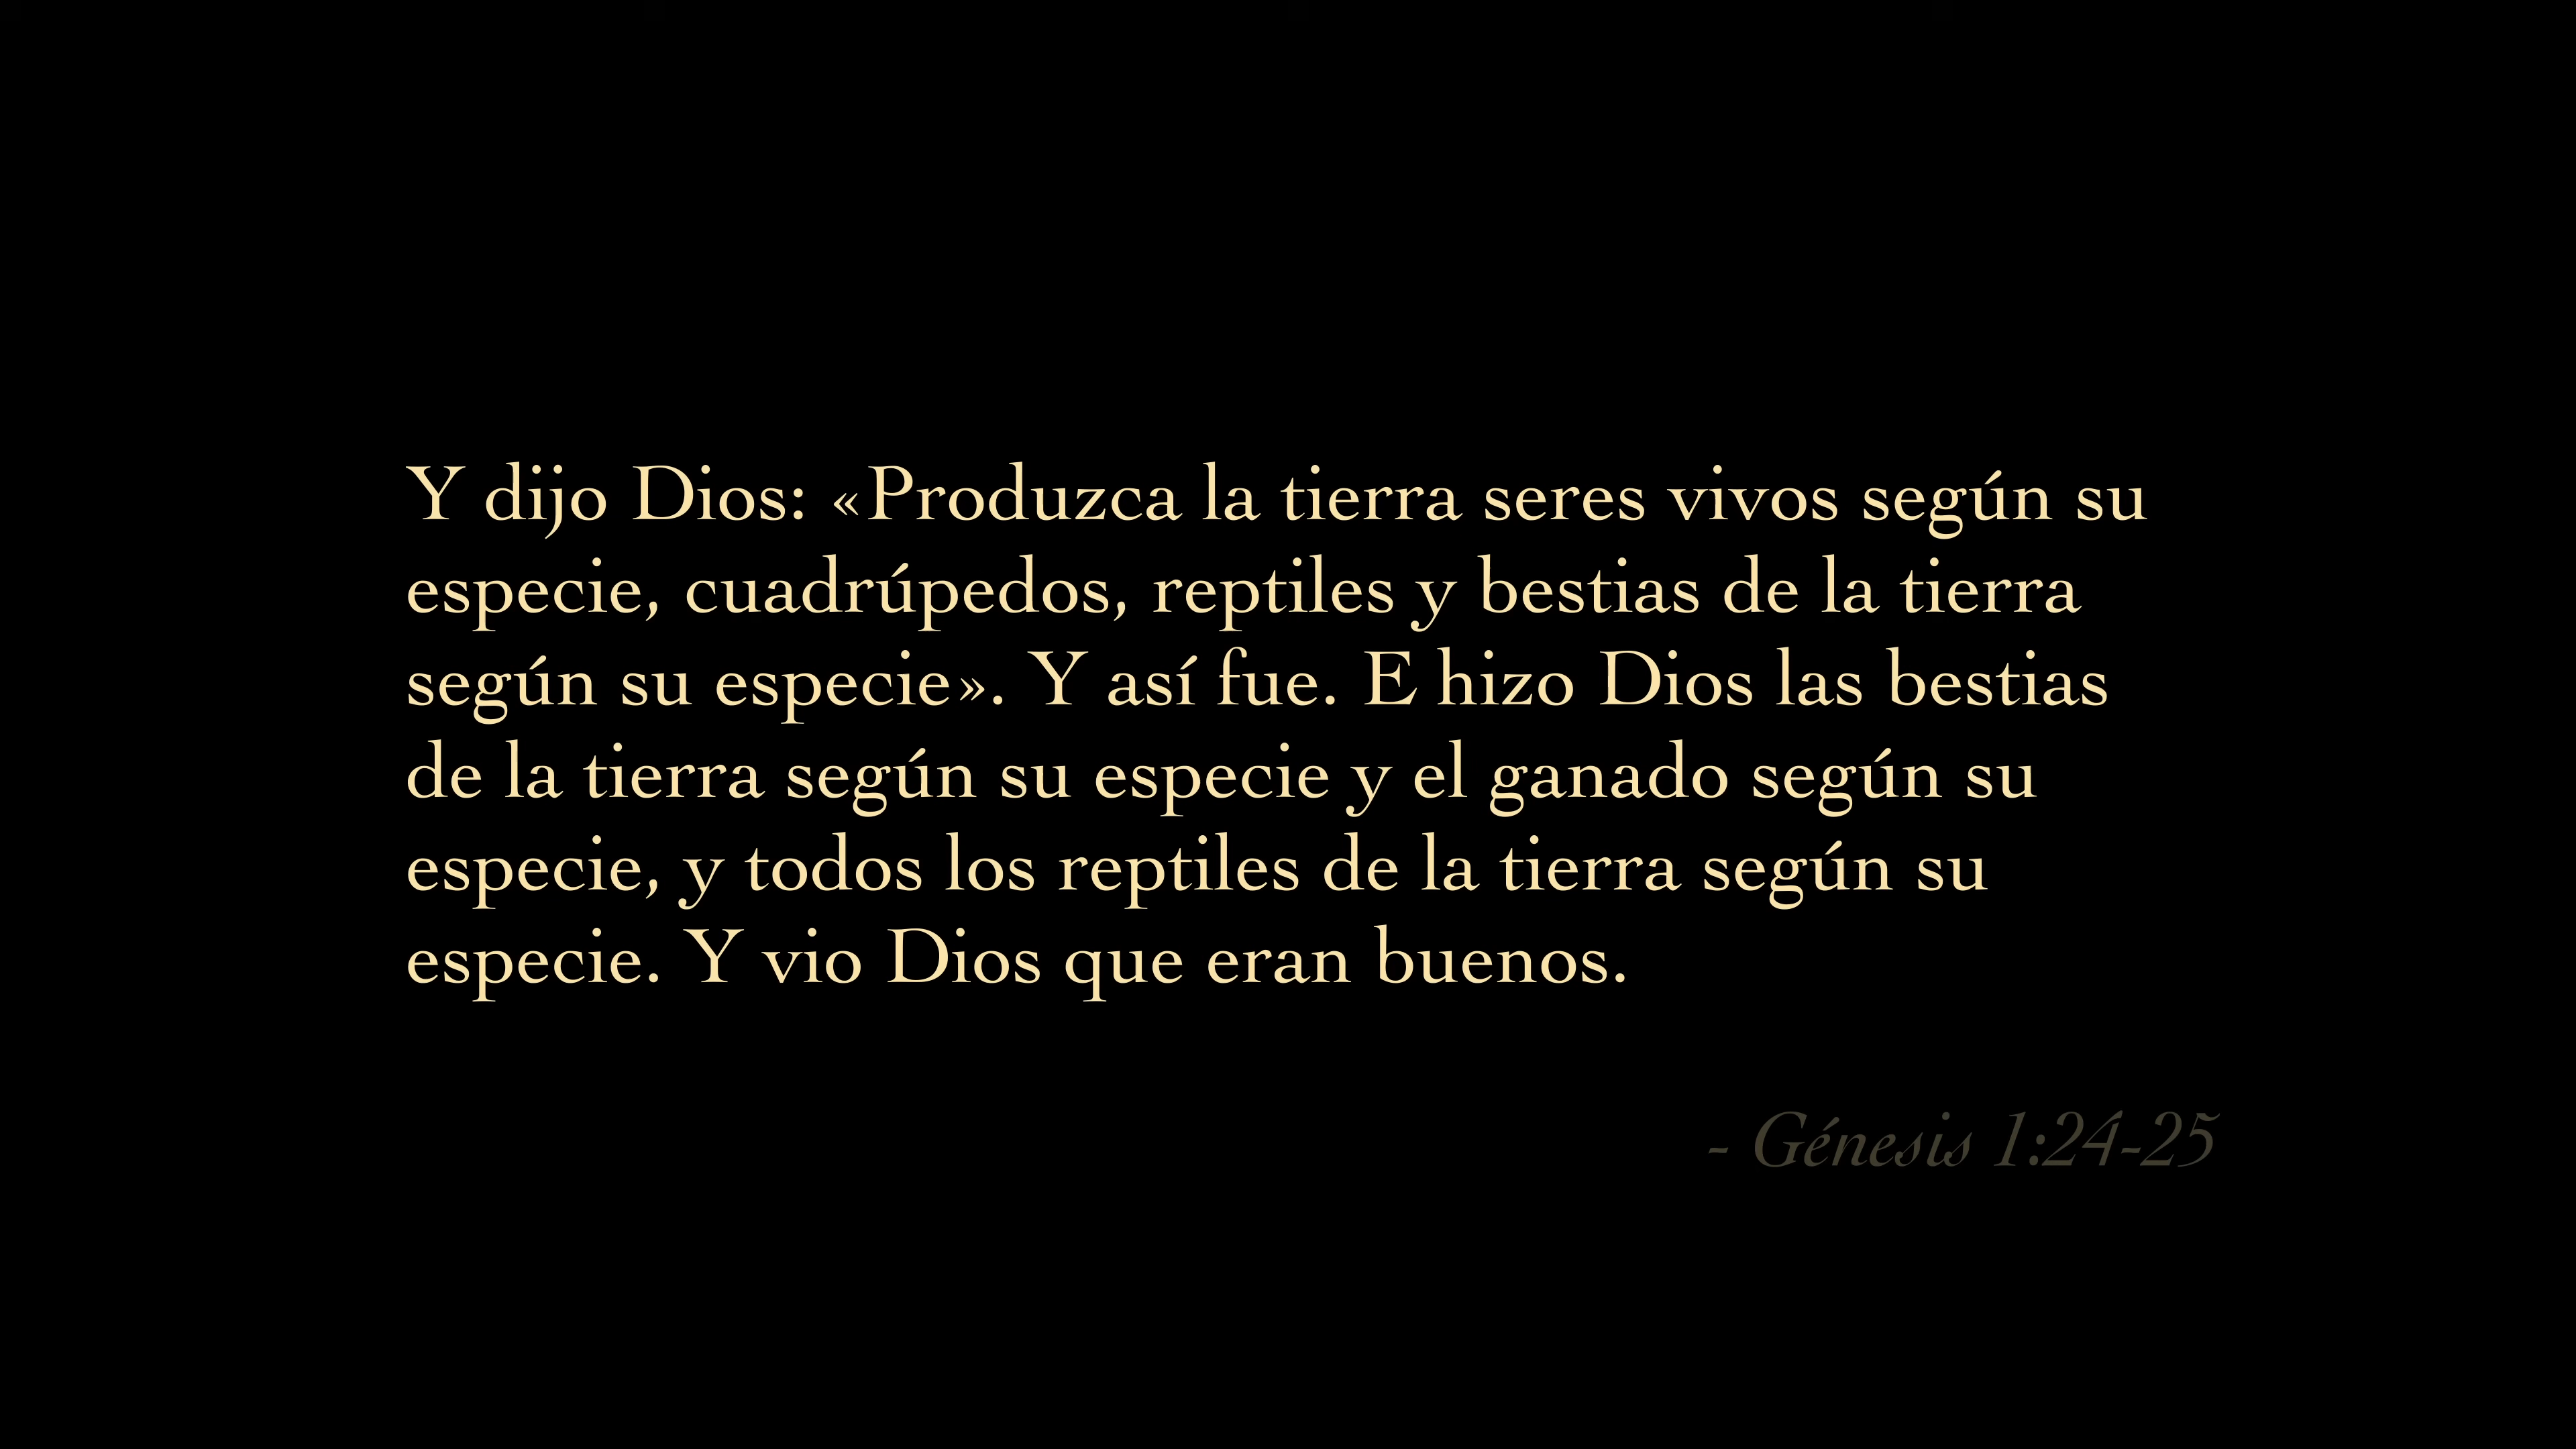 Y dijo Dios: «Produzca la tierra seres vivos según su
especie, cuadrúpedos, reptiles y bestias de la tierra
según su especie». Y así fue. E hizo Dios las bestias
de la tierra según su especie y el ganado según su
especie, y todos los reptiles de la tierra según su
especie. Y vio Dios que eran buenos.
- Génesis 1:24-25